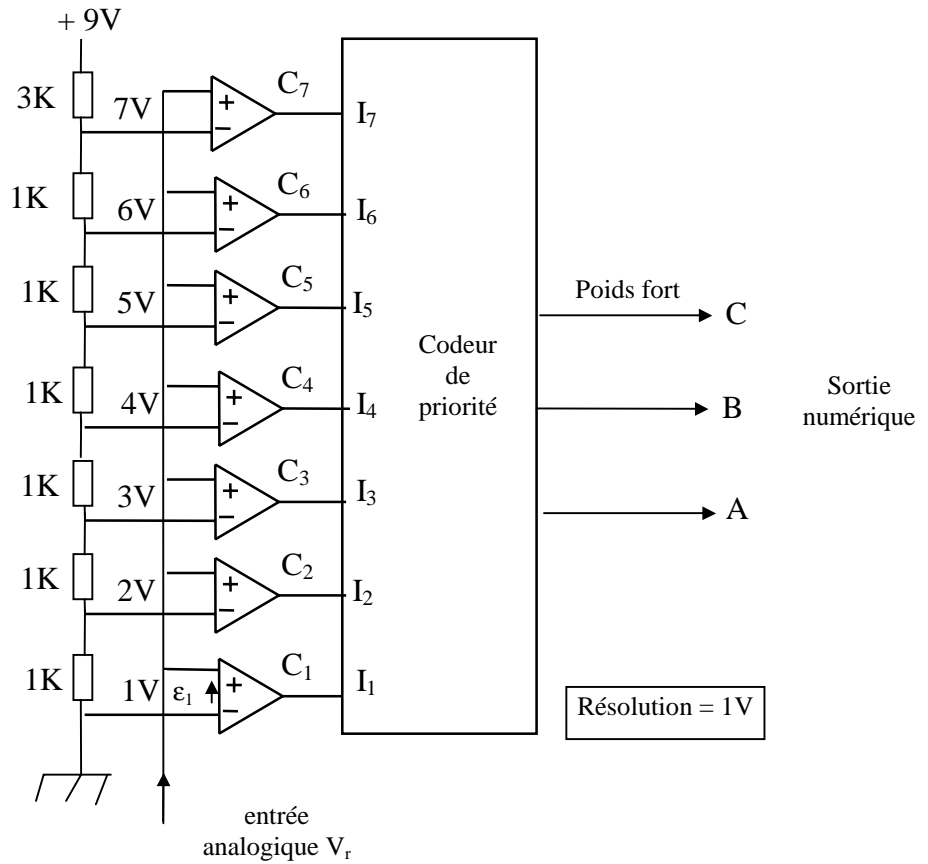 + 9V
3K
7V
+
−
C₇
I₇
1K
6V
+
−
C₆
I₆
1K
5V
+
−
C₅
I₅
1K
4V
+
−
C₄
I₄
1K
3V
+
−
C₃
I₃
1K
2V
+
−
C₂
I₂
1K
1V
ε₁
+
−
C₁
I₁
Codeur
de
priorité
Poids fort
C
B
A
Sortie
numérique
Résolution = 1V
entrée
analogique Vᵣ